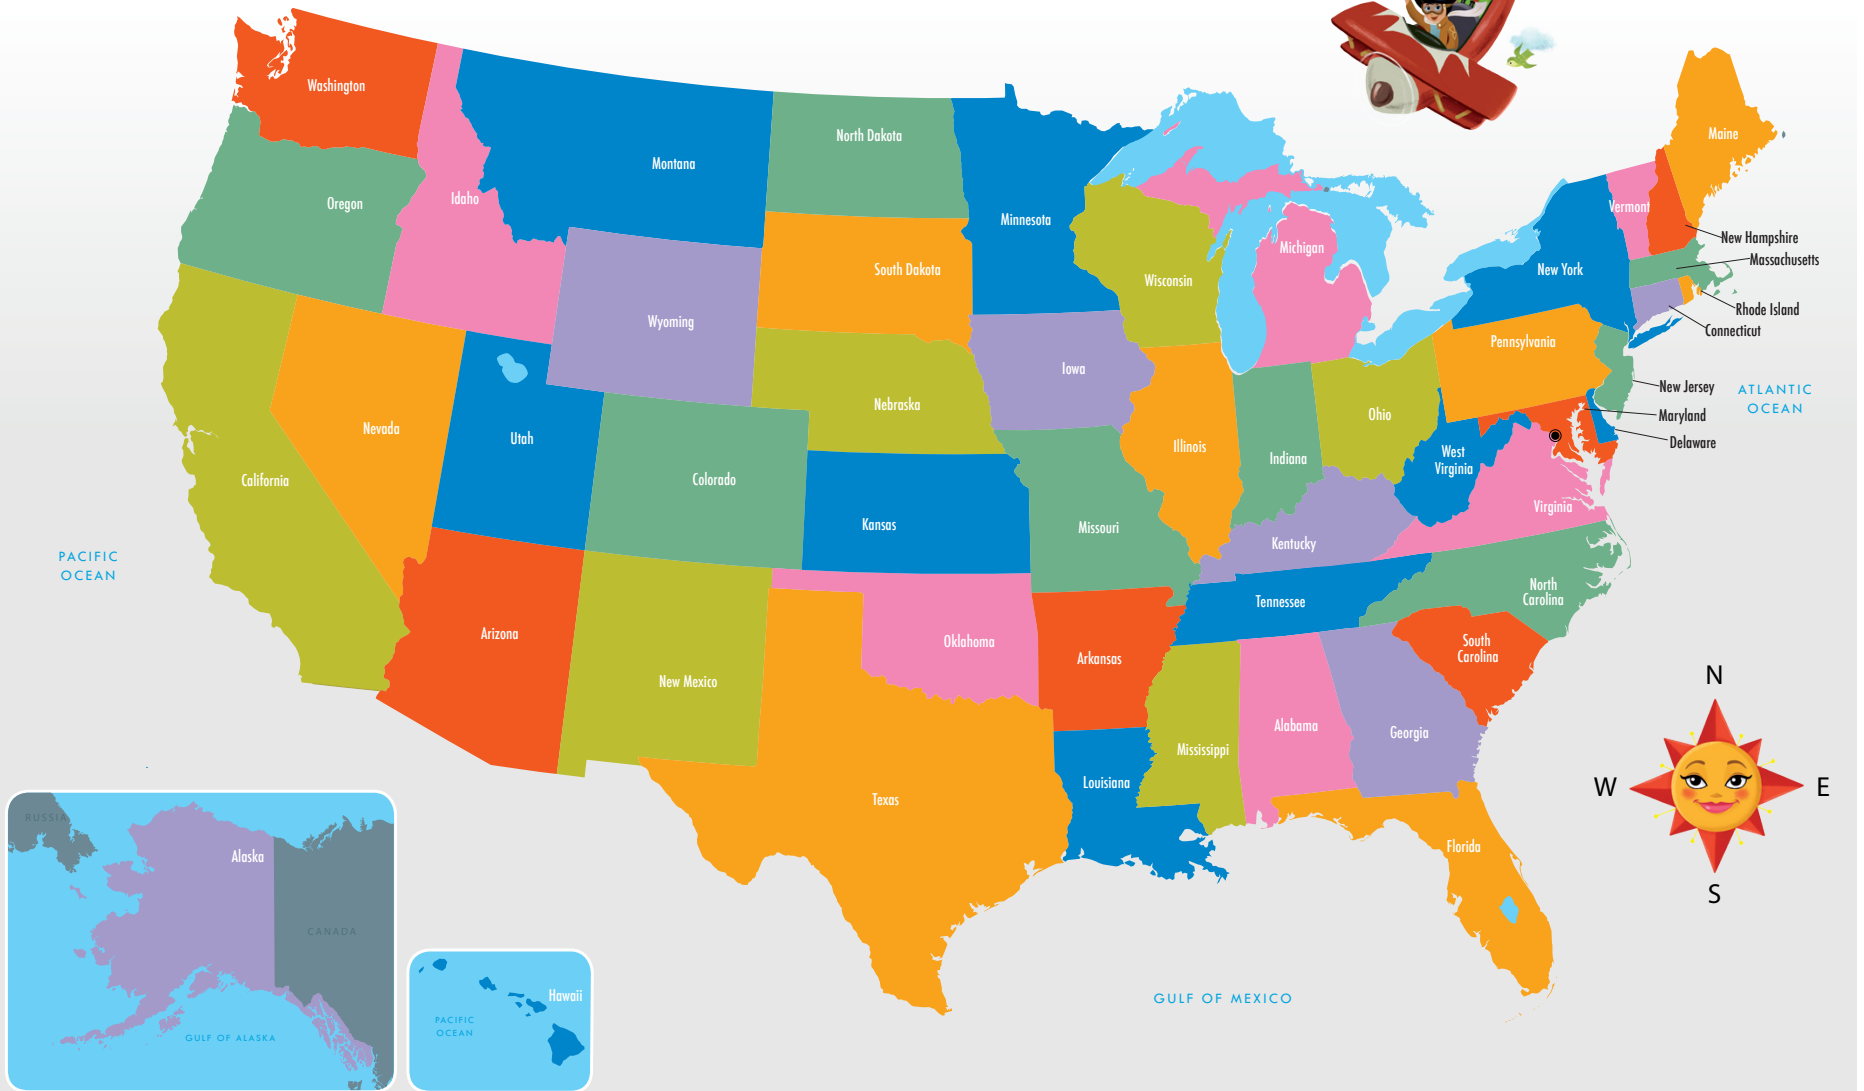 Washington
Montana
North Dakota
Minnesota
Maine
Oregon
Idaho
Vermont
New Hampshire
Massachusetts
Michigan
Wisconsin
New York
South Dakota
Wyoming
Rhode Island
Connecticut
Pennsylvania
Iowa
Nebraska
New Jersey
ATLANTIC
OCEAN
Maryland
Delaware
Ohio
Nevada
Utah
Illinois
Indiana
West
Virginia
California
Colorado
Kansas
Missouri
Virginia
Kentucky
PACIFIC
OCEAN
North
Carolina
Tennessee
Arizona
Oklahoma
Arkansas
South
Carolina
New Mexico
N
Alabama
Georgia
Mississippi
Louisiana
W
E
Texas
Florida
S
RUSSIA
Alaska
CANADA
GULF OF ALASKA
Hawaii
PACIFIC
OCEAN
GULF OF MEXICO